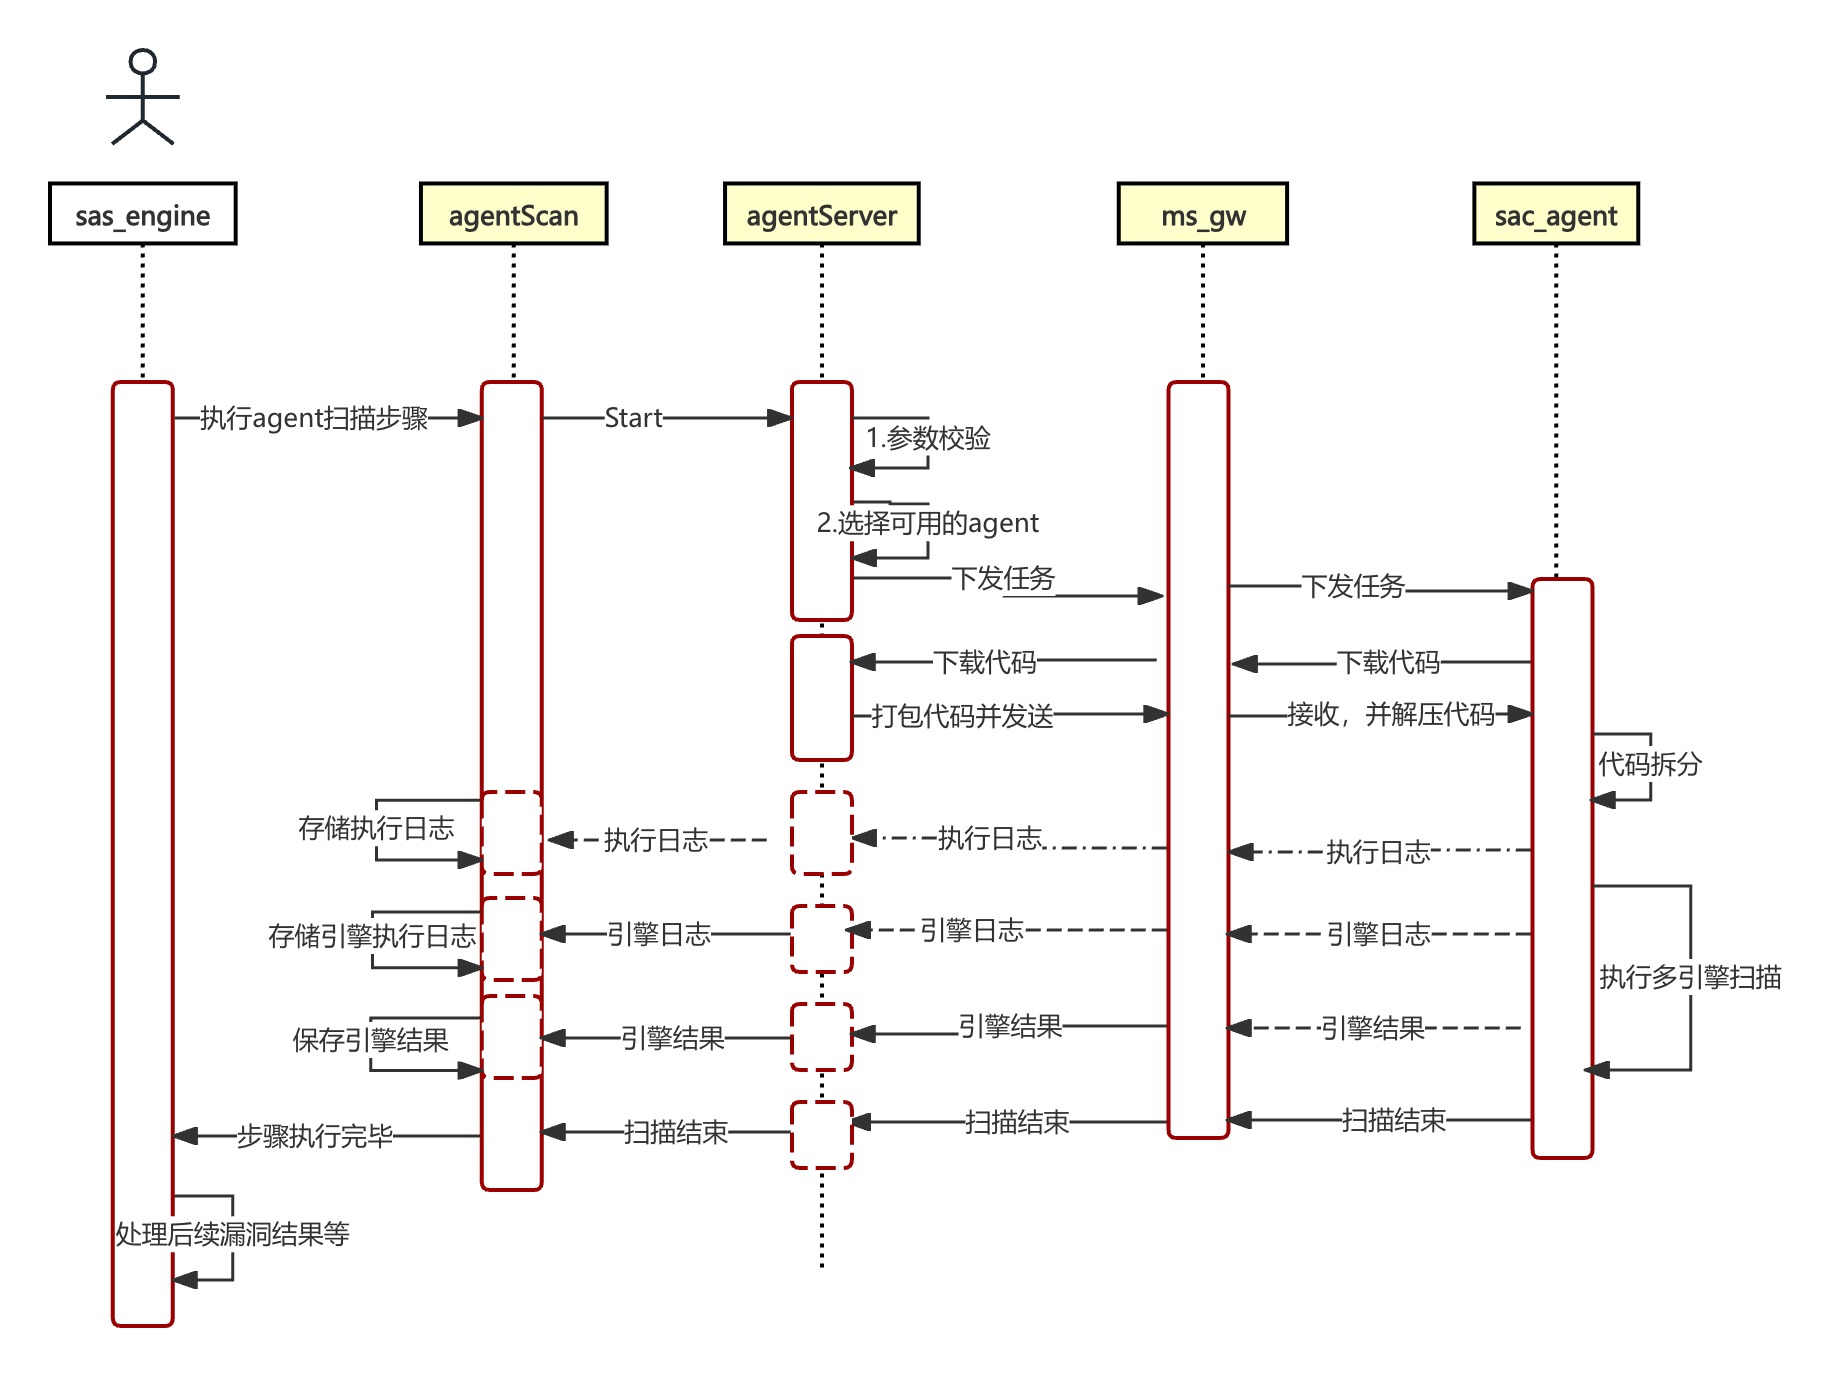 sas_engine
agentScan
agentServer
ms_gw
sac_agent
执行agent扫描步骤
Start
1.参数校验
2.选择可用的agent
下发任务
下发任务
下载代码
下载代码
打包代码并发送
接收，并解压代码
代码拆分
存储执行日志
执行日志
执行日志
执行日志
存储引擎执行日志
引擎日志
引擎日志
引擎日志
执行多引擎扫描
保存引擎结果
引擎结果
引擎结果
引擎结果
步骤执行完毕
扫描结束
扫描结束
扫描结束
处理后续漏洞结果等